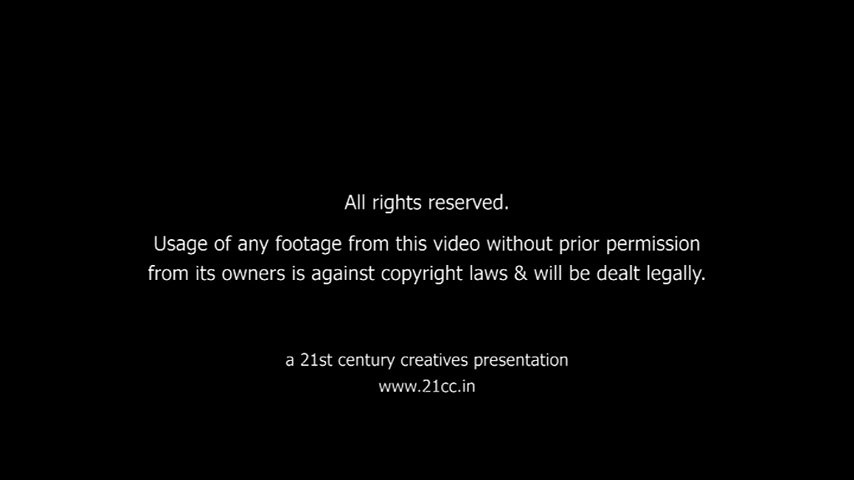 All rights reserved.
Usage of any footage from this video without prior permission
from its owners is against copyright laws & will be dealt legally.
a 21st century creatives presentation
www.21cc.in